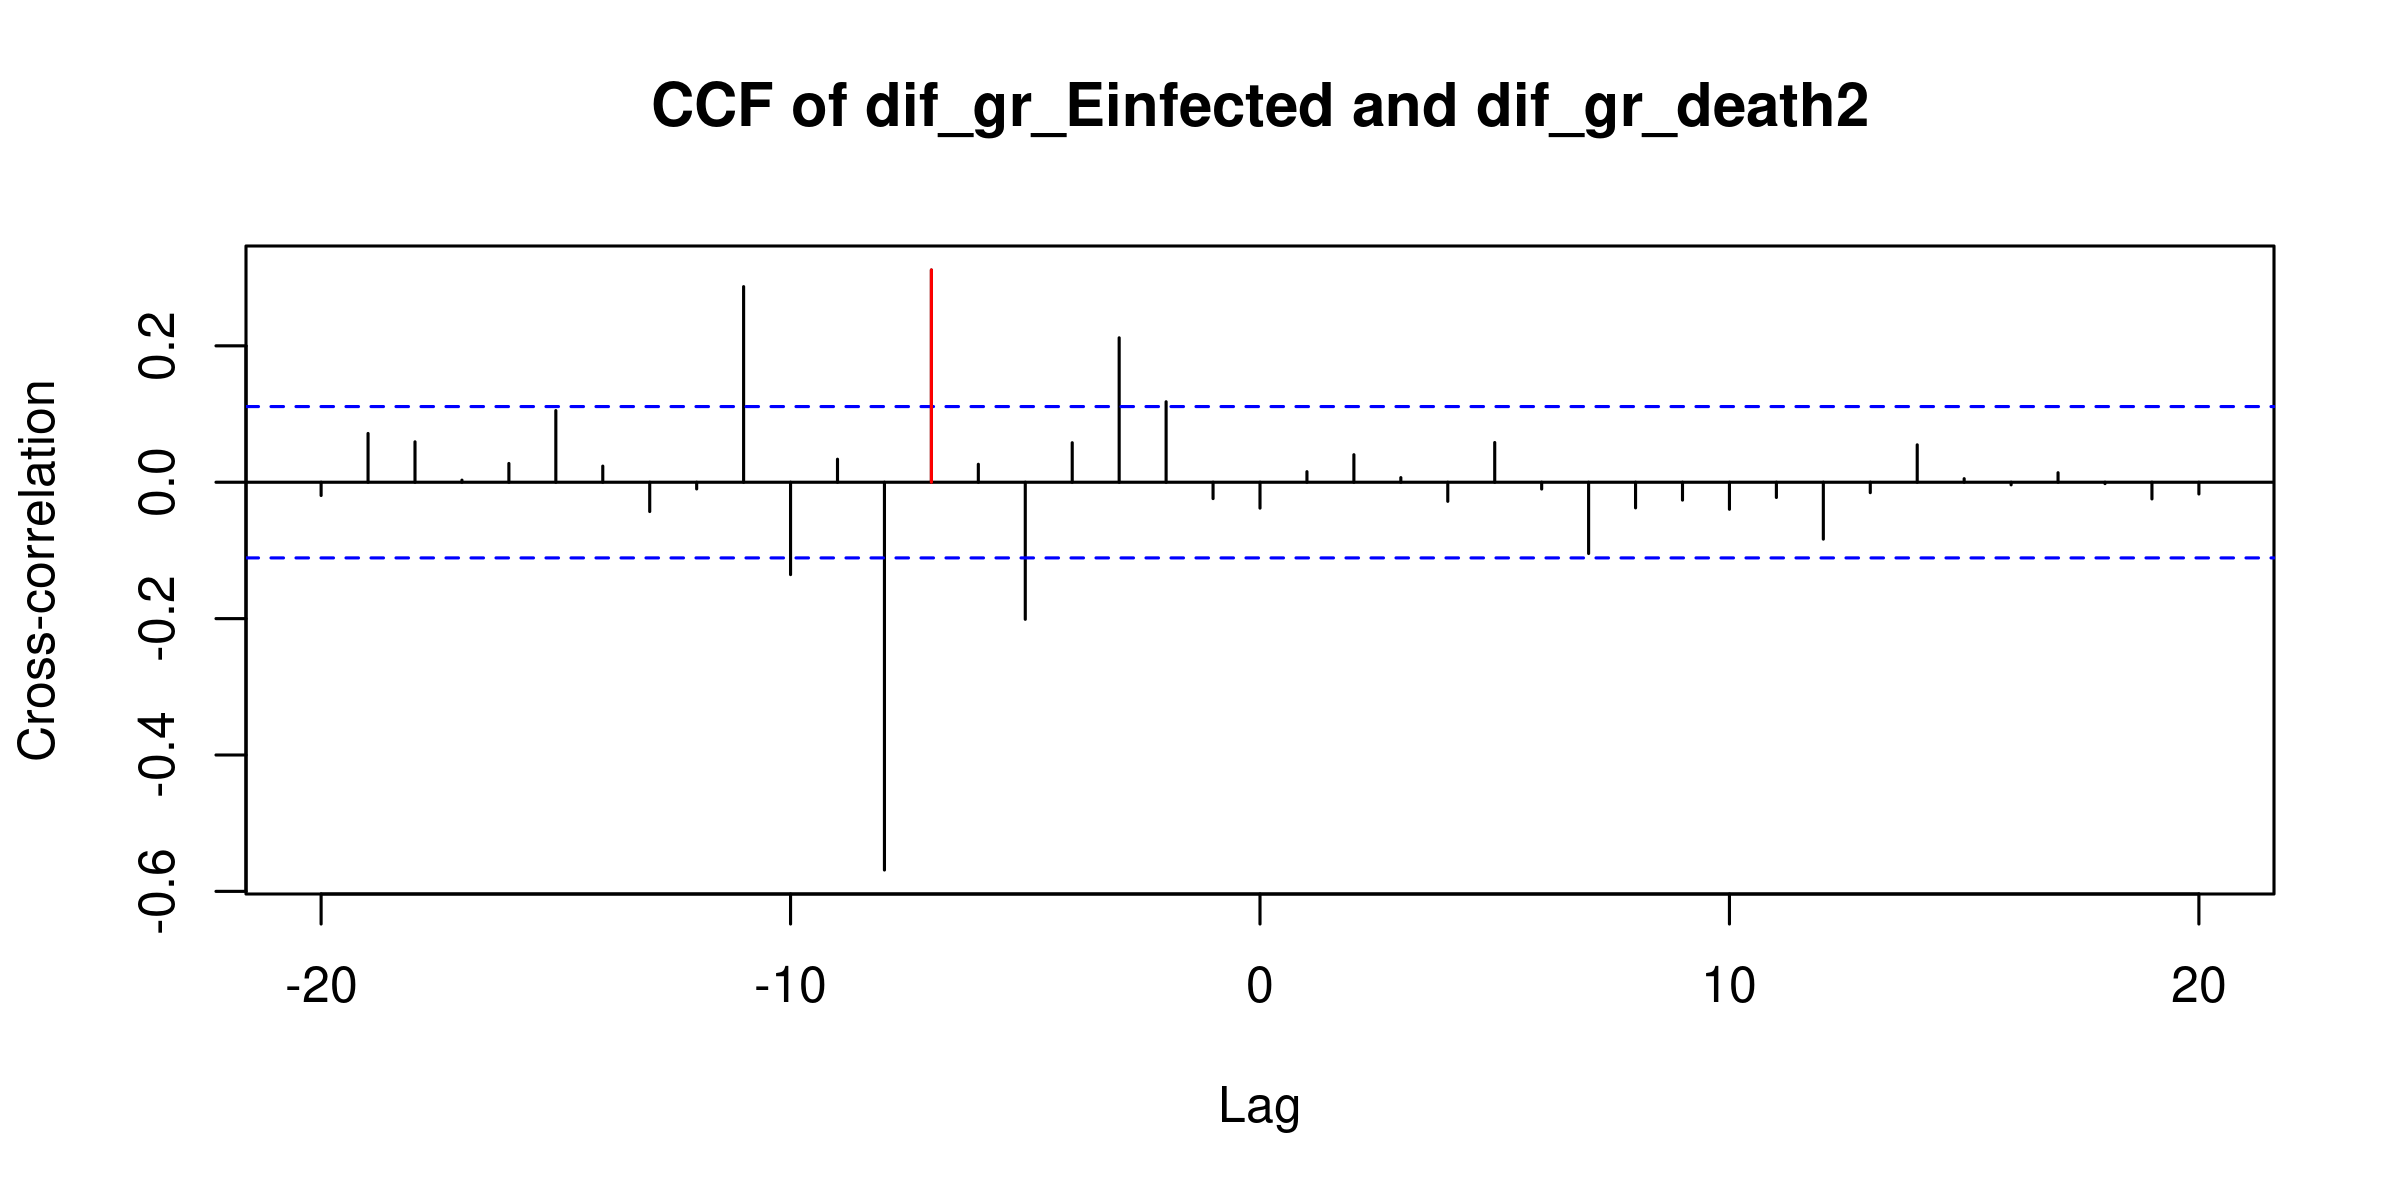 CCF of dif_gr_Einfected and dif_gr_death2
Cross-correlation
0.2
0.0
-0.2
-0.4
-0.6
-20 -10 0 10 20
Lag